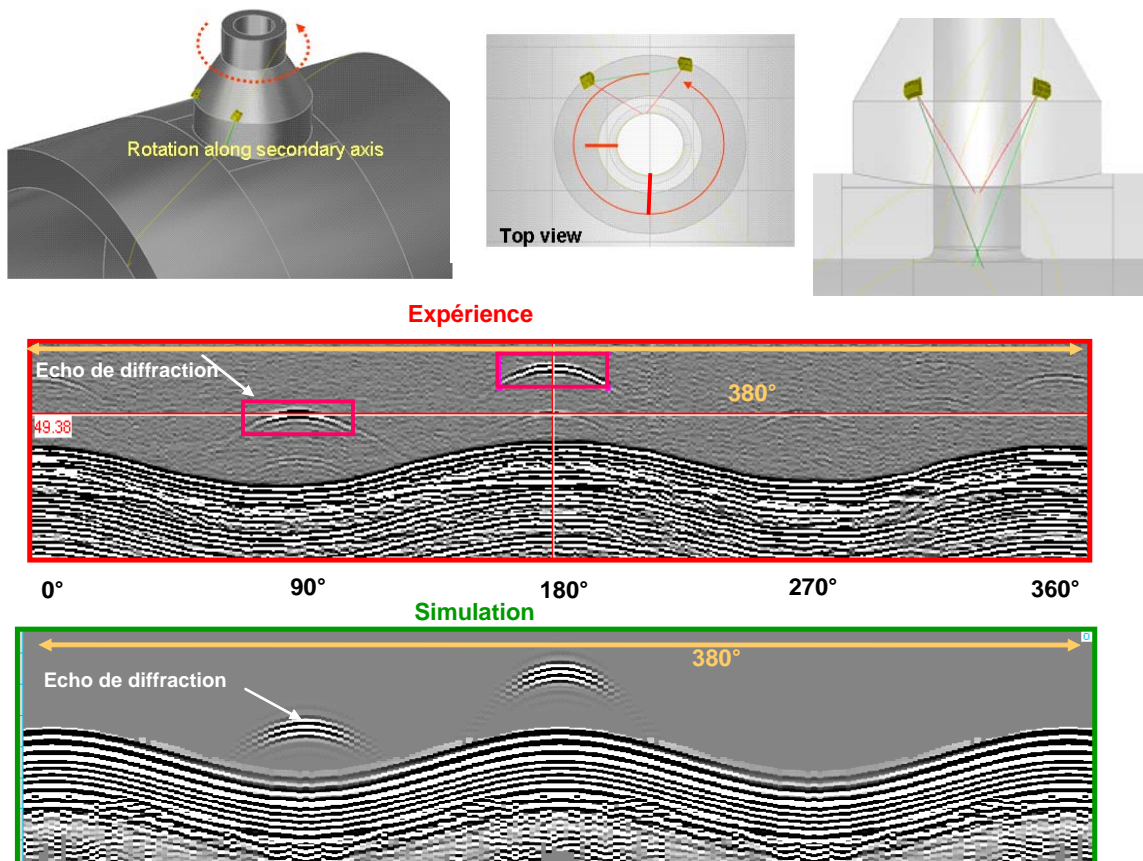 Rotation along secondary axis
Top view
Expérience
Echo de diffraction
380°
49.38
0°
90°
180°
270°
360°
Simulation
0
380°
Echo de diffraction